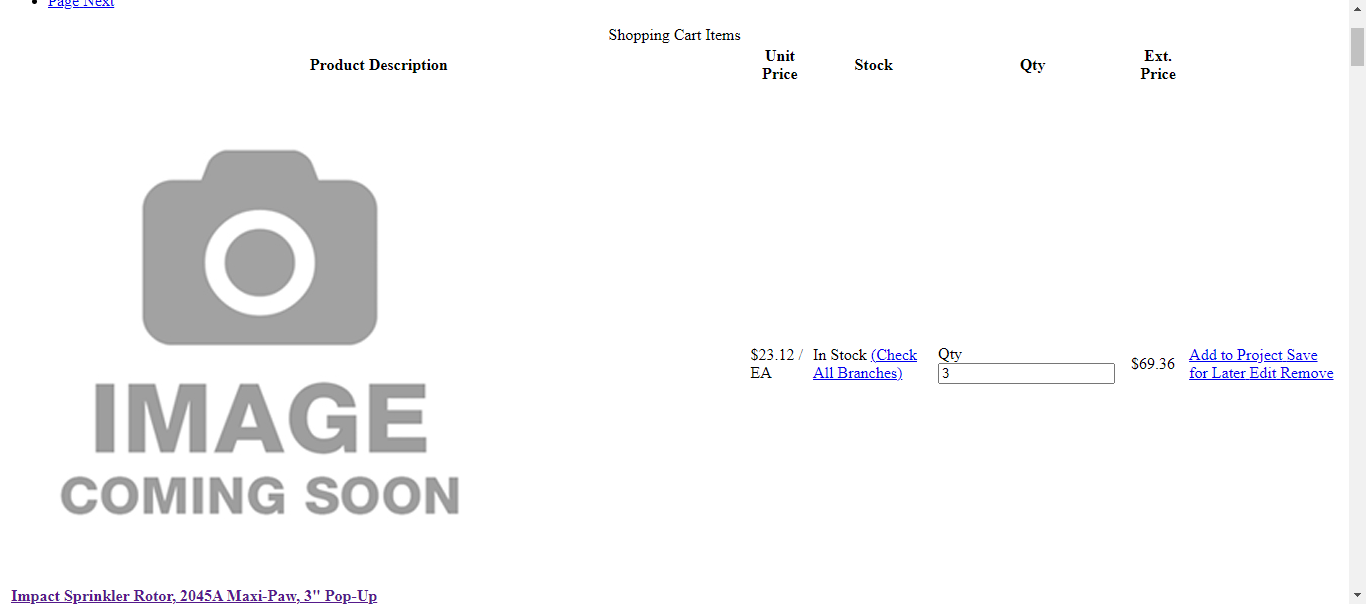 Page Next
Shopping Cart Items
Product Description
Unit
Price
Stock
Qty
Ext.
Price
IMAGE
COMING SOON
$23.12 /
EA
In Stock (Check
All Branches)
Qty
3
$69.36
Add to Project Save
for Later Edit Remove
Impact Sprinkler Rotor, 2045A Maxi-Paw, 3" Pop-Up